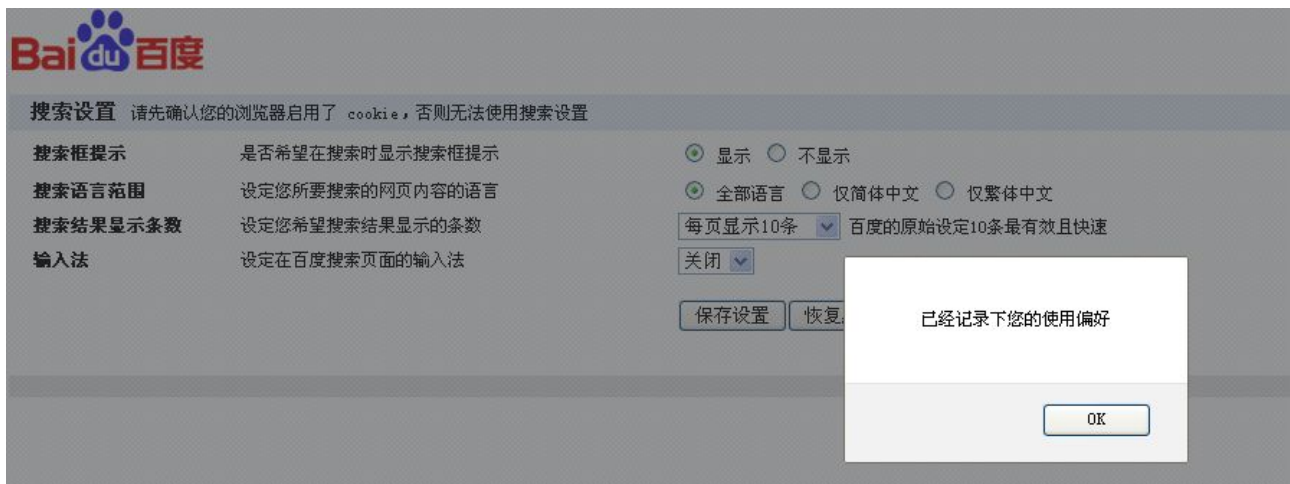 Bai du 百度
搜索设置 请先确认您的浏览器启用了 cookie，否则无法使用搜索设置
搜索框提示 是否希望在搜索时显示搜索框提示 显示 不显示
搜索语言范围 设定您所要搜索的网页内容的语言 全部语言 仅简体中文 仅繁体中文
搜索结果显示条数 设定您希望搜索结果显示的条数 每页显示10条 百度的原始设定10条最有效且快速
输入法 设定在百度搜索页面的输入法 关闭
保存设置 恢复
已经记录下您的使用偏好
OK